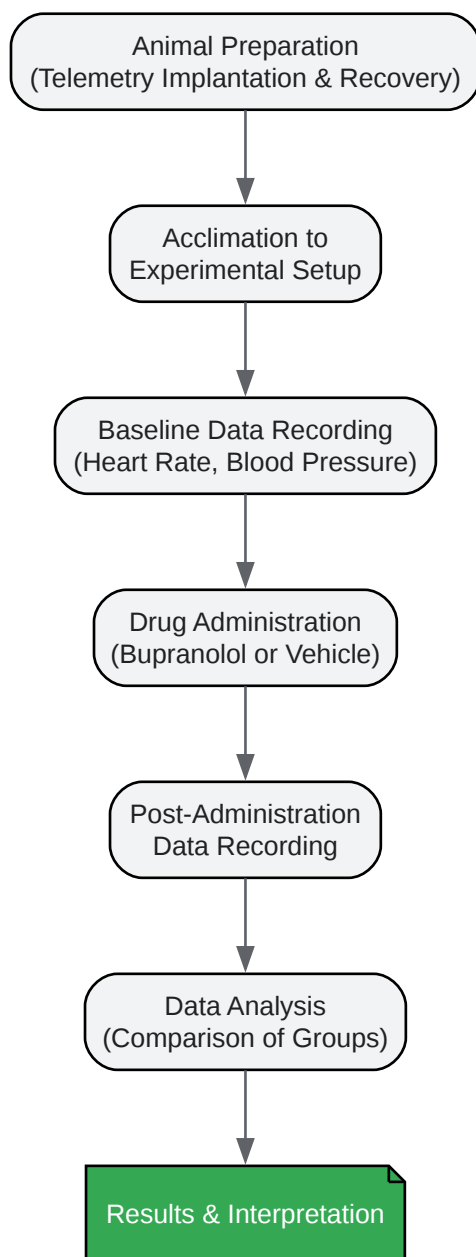 Animal Preparation
(Telemetry Implantation & Recovery)
Acclimation to
Experimental Setup
Baseline Data Recording
(Heart Rate, Blood Pressure)
Drug Administration
(Bupranolol or Vehicle)
Post-Administration
Data Recording
Data Analysis
(Comparison of Groups)
Results & Interpretation